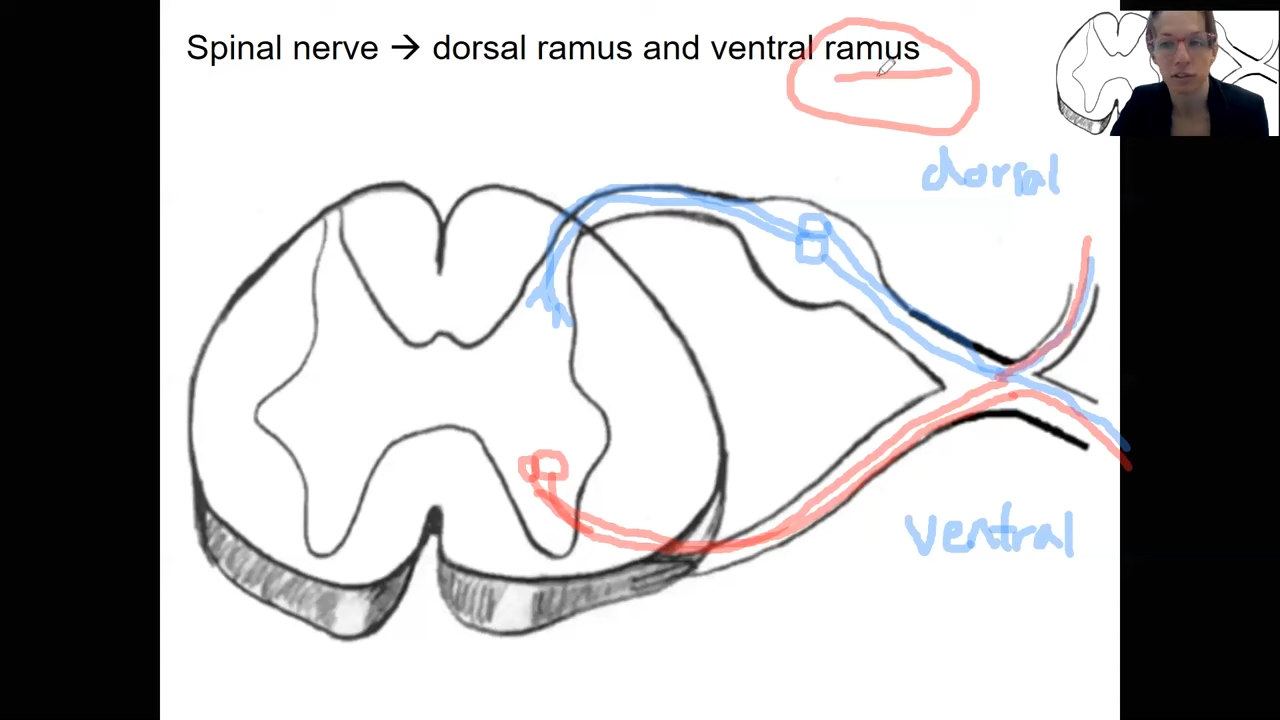 Spinal nerve → dorsal ramus and ventral ramus
dorsal
ventral